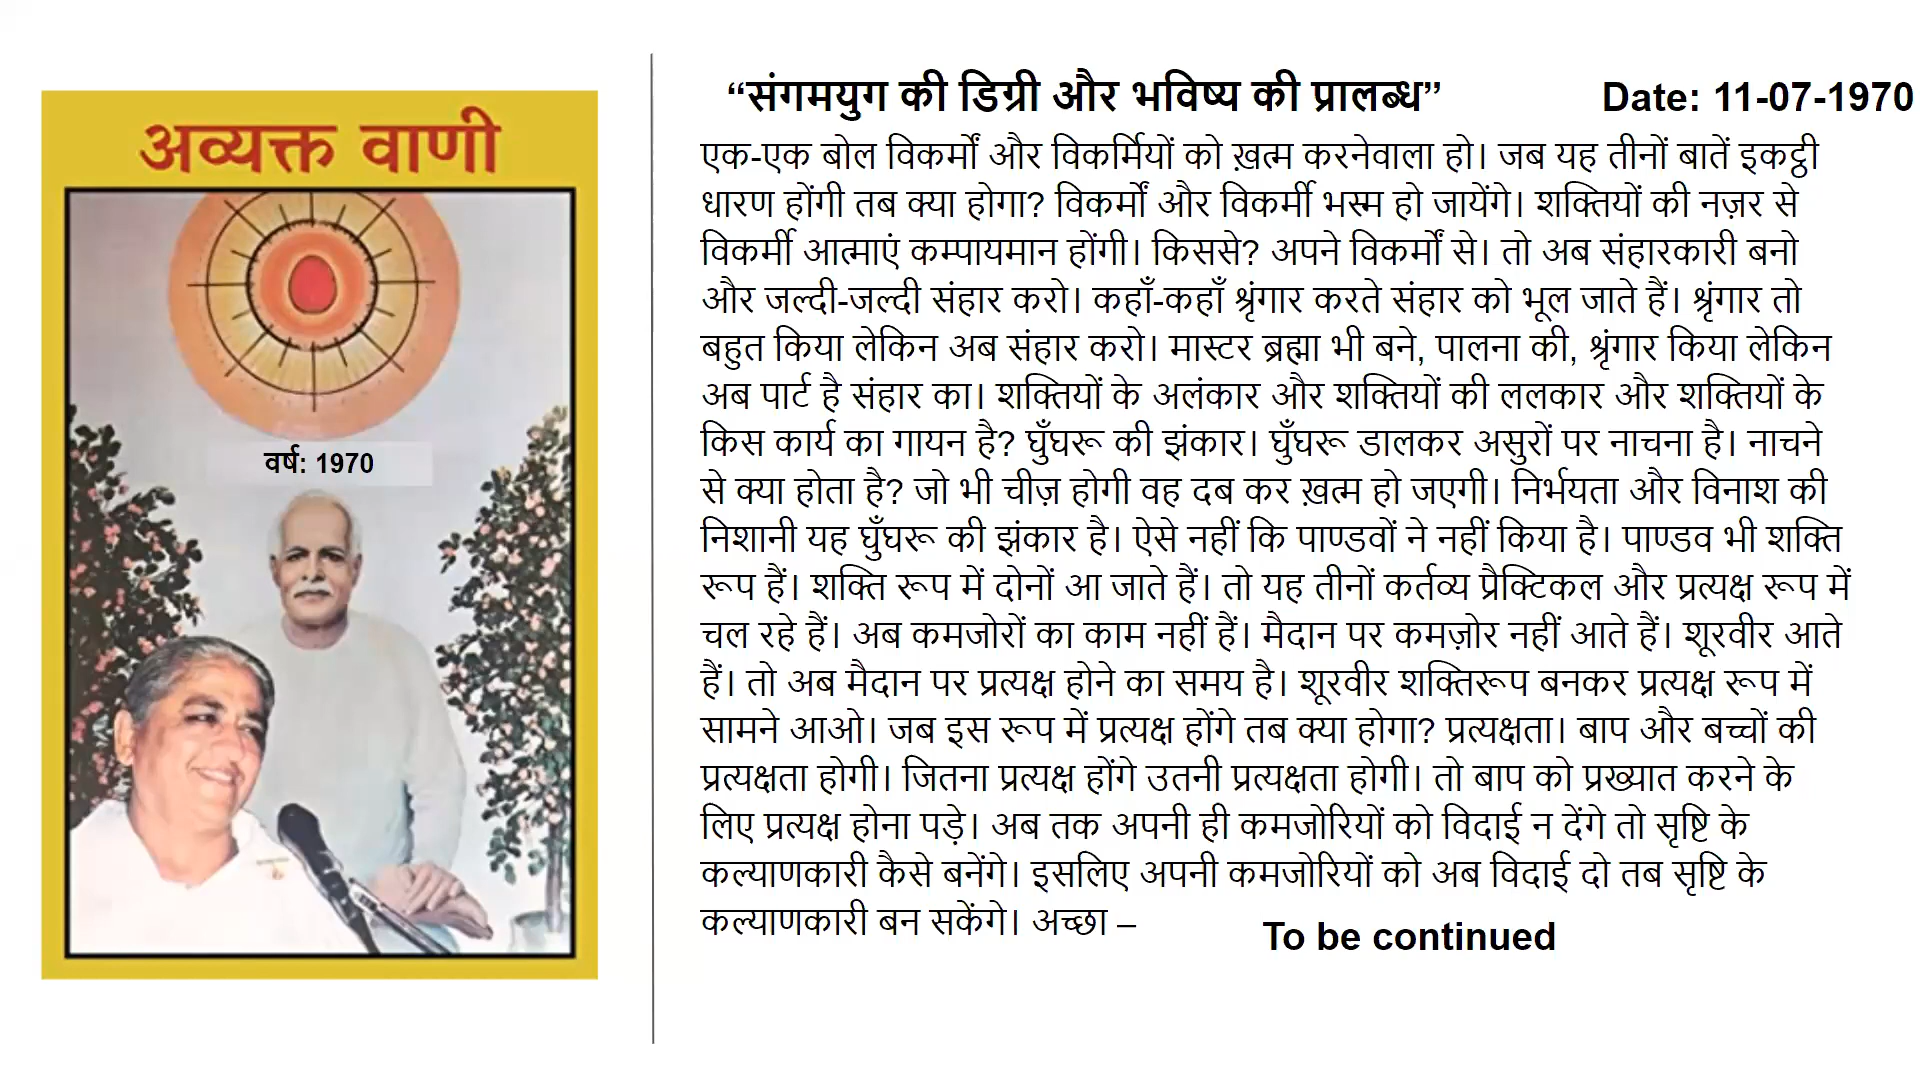 अव्यक्त वाणी
वर्ष: 1970
“संगमयुग की डिग्री और भविष्य की प्रालब्ध”
Date: 11-07-1970
एक-एक बोल विकर्मों और विकर्मियों को ख़त्म करनेवाला हो। जब यह तीनों बातें इकट्ठी
धारण होंगी तब क्या होगा? विकर्मों और विकर्मी भस्म हो जायेंगे। शक्तियों की नज़र से
विकर्मी आत्माएं कम्पायमान होंगी। किससे? अपने विकर्मों से। तो अब संहारकारी बनो
और जल्दी-जल्दी संहार करो। कहाँ-कहाँ श्रृंगार करते संहार को भूल जाते हैं। श्रृंगार तो
बहुत किया लेकिन अब संहार करो। मास्टर ब्रह्मा भी बने, पालना की, श्रृंगार किया लेकिन
अब पार्ट है संहार का। शक्तियों के अलंकार और शक्तियों की ललकार और शक्तियों के
किस कार्य का गायन है? घुँघरू की झंकार। घुँघरू डालकर असुरों पर नाचना है। नाचने
से क्या होता है? जो भी चीज़ होगी वह दब कर ख़त्म हो जएगी। निर्भयता और विनाश की
निशानी यह घुँघरू की झंकार है। ऐसे नहीं कि पाण्डवों ने नहीं किया है। पाण्डव भी शक्ति
रूप हैं। शक्ति रूप में दोनों आ जाते हैं। तो यह तीनों कर्तव्य प्रैक्टिकल और प्रत्यक्ष रूप में
चल रहे हैं। अब कमजोरों का काम नहीं हैं। मैदान पर कमज़ोर नहीं आते हैं। शूरवीर आते
हैं। तो अब मैदान पर प्रत्यक्ष होने का समय है। शूरवीर शक्तिरूप बनकर प्रत्यक्ष रूप में
सामने आओ। जब इस रूप में प्रत्यक्ष होंगे तब क्या होगा? प्रत्यक्षता। बाप और बच्चों की
प्रत्यक्षता होगी। जितना प्रत्यक्ष होंगे उतनी प्रत्यक्षता होगी। तो बाप को प्रख्यात करने के
लिए प्रत्यक्ष होना पड़े। अब तक अपनी ही कमजोरियों को विदाई न देंगे तो सृष्टि के
कल्याणकारी कैसे बनेंगे। इसलिए अपनी कमजोरियों को अब विदाई दो तब सृष्टि के
कल्याणकारी बन सकेंगे। अच्छा –
To be continued